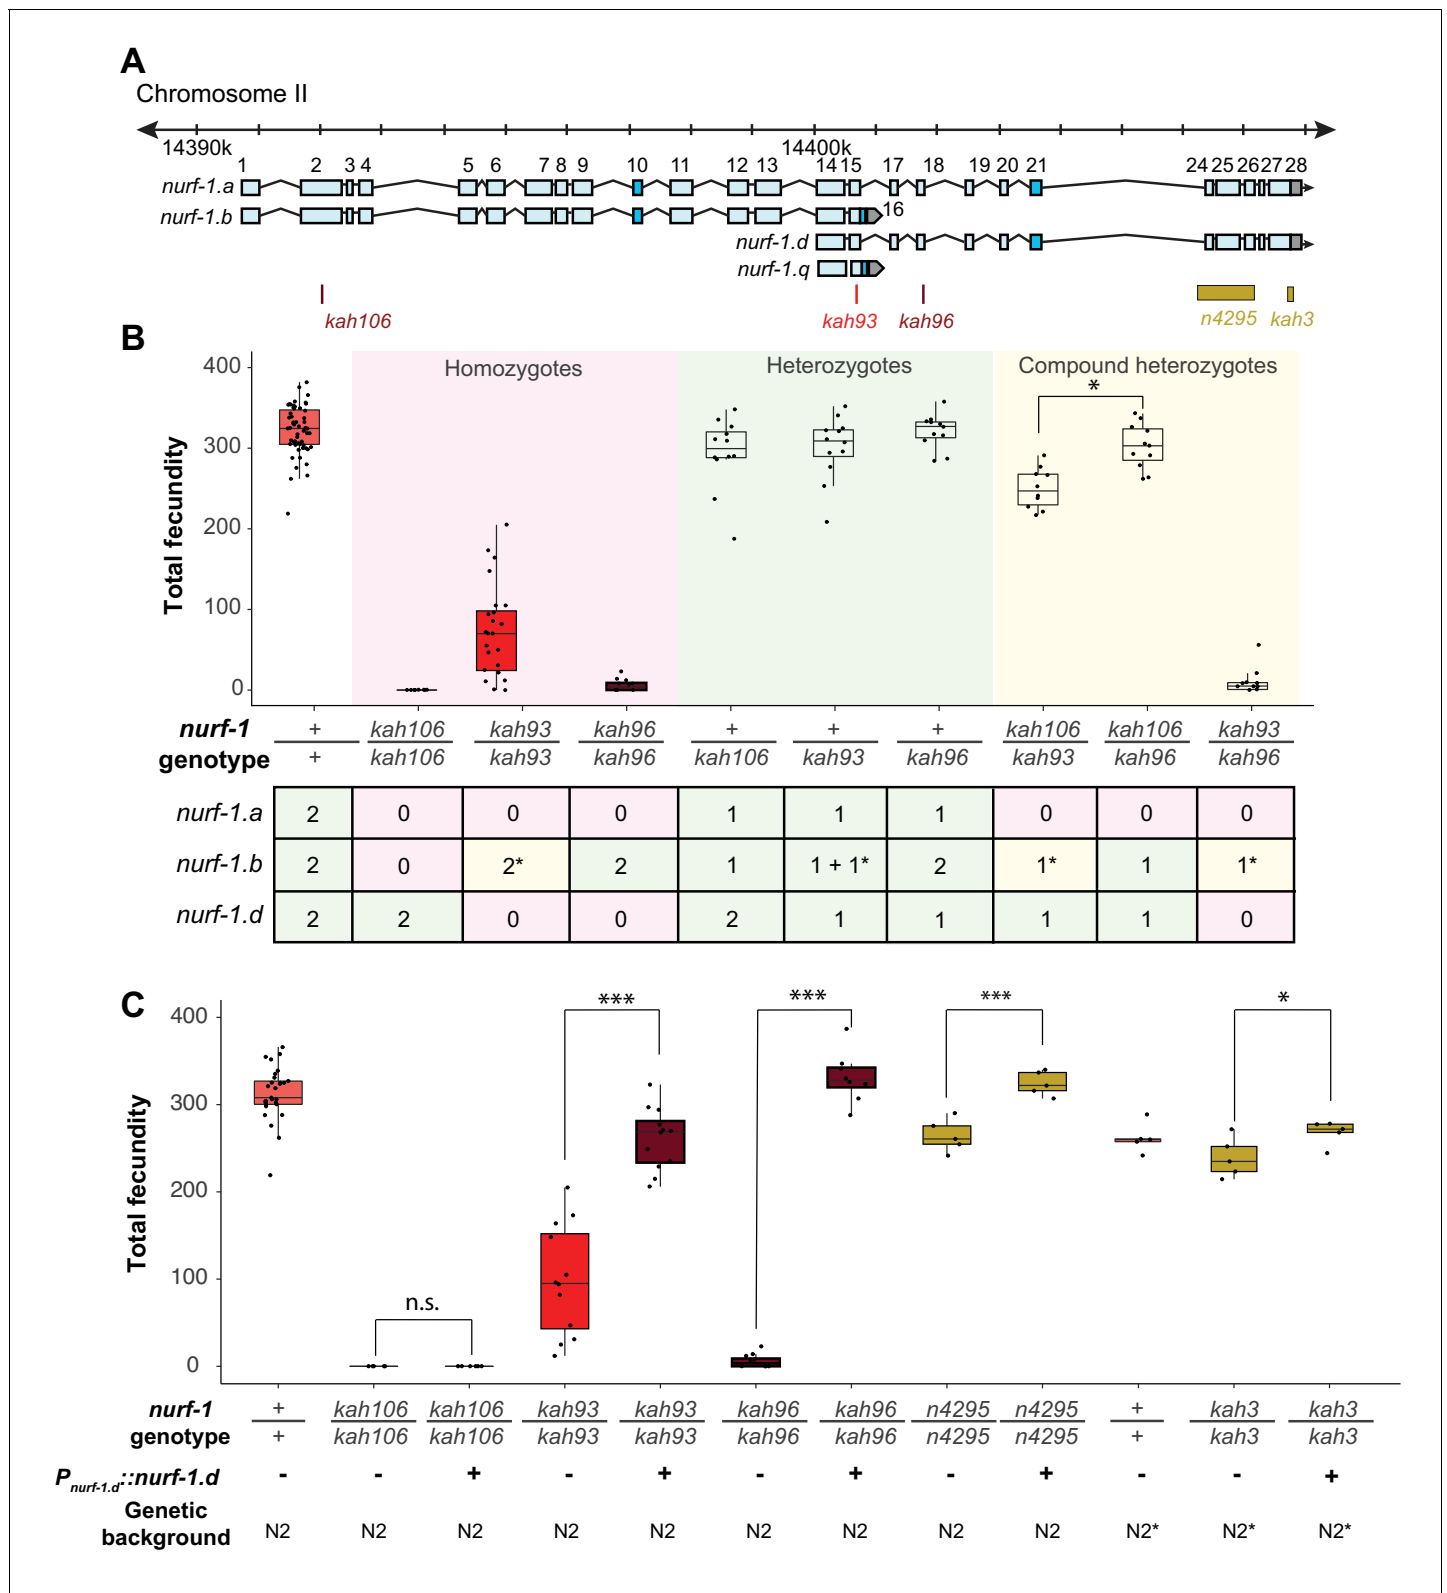 A
Chromosome II
14390k 14400k
1 2 3 4 5 6 7 8 9 10 11 12 13 14 15 17 18 19 20 21 24 25 26 27 28
nurf-1.a
nurf-1.b 16
nurf-1.d
nurf-1.q
kah106 kah93 kah96 n4295 kah3
B
Homozygotes Heterozygotes Compound heterozygotes
*
Total fecundity
400
300
200
100
0
nurf-1 + kah106 kah93 kah96 + + + kah106 kah106 kah93
genotype + kah106 kah93 kah96 kah106 kah93 kah96 kah93 kah96 kah96
nurf-1.a 2 0 0 0 1 1 1 0 0 0
nurf-1.b 2 0 2* 2 1 1 + 1* 2 1* 1 1*
nurf-1.d 2 2 0 0 2 1 1 1 1 0
C
*** *** *** *
n.s.
Total fecundity
400
300
200
100
0
nurf-1 + kah106 kah106 kah93 kah93 kah96 kah96 n4295 n4295 + kah3 kah3
genotype + kah106 kah106 kah93 kah93 kah96 kah96 n4295 n4295 + kah3 kah3
Pnurf-1.d::nurf-1.d - - + - + - + - + - - +
Genetic
background N2 N2 N2 N2 N2 N2 N2 N2 N2 N2* N2* N2*